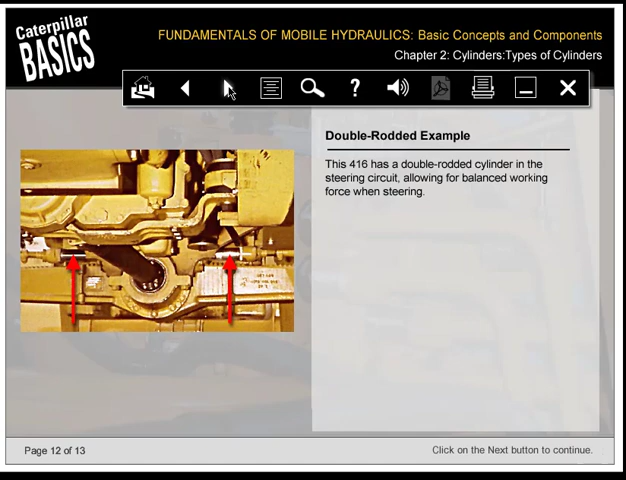 Caterpillar
BASICS
FUNDAMENTALS OF MOBILE HYDRAULICS: Basic Concepts and Components
Chapter 2: Cylinders:Types of Cylinders
?
Double-Rodded Example
This 416 has a double-rodded cylinder in the
steering circuit, allowing for balanced working
force when steering.
Page 12 of 13
Click on the Next button to continue.